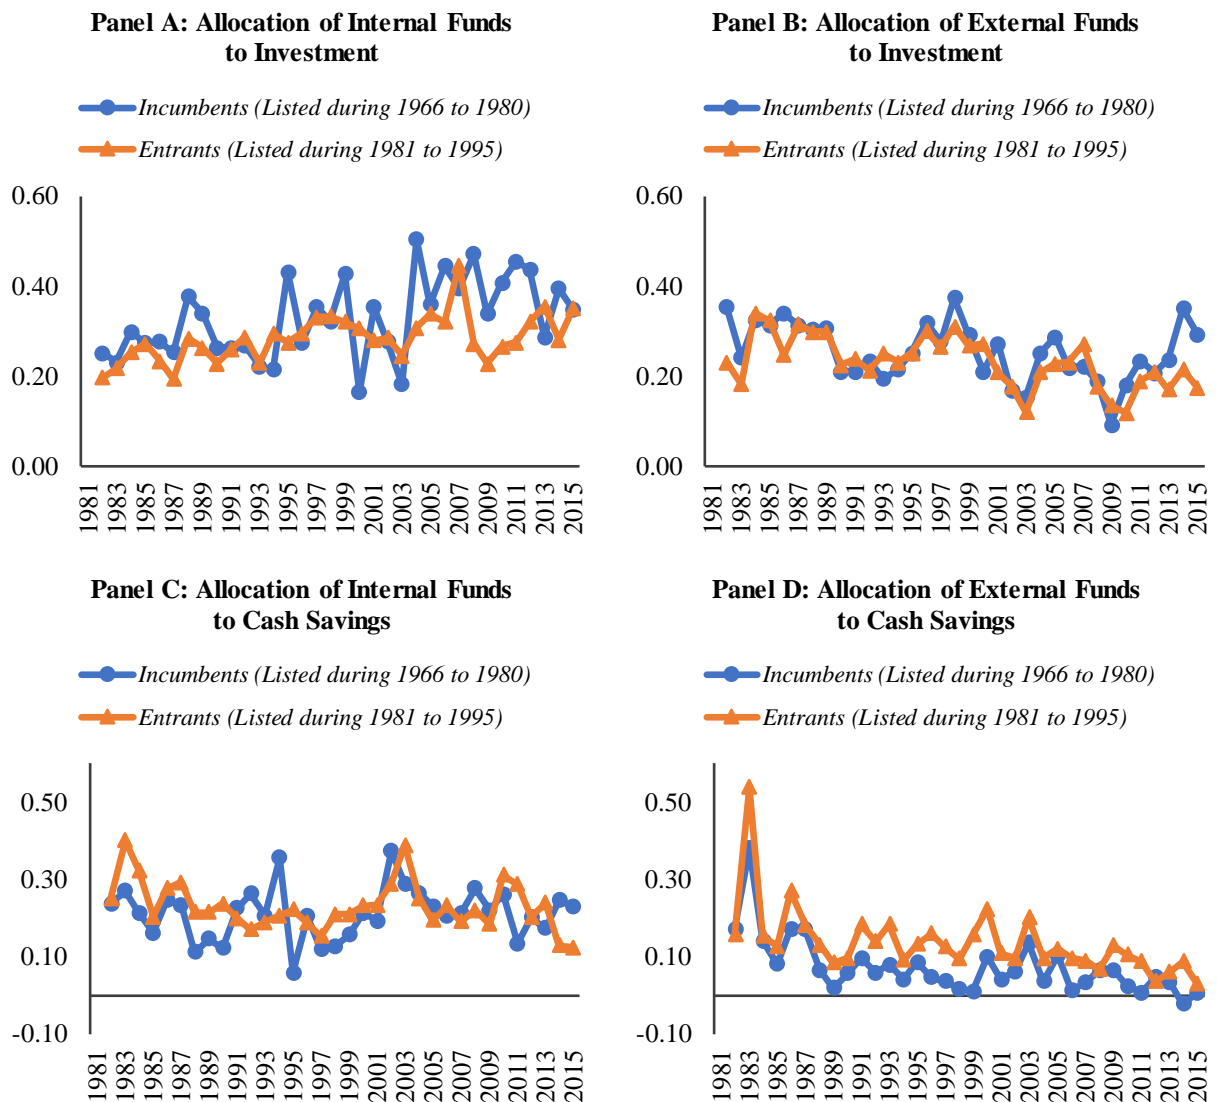 Panel A: Allocation of Internal Funds
to Investment
Incumbents (Listed during 1966 to 1980)
Entrants (Listed during 1981 to 1995)
0.60
0.40
0.20
0.00
1981 1983 1985 1987 1989 1991 1993 1995 1997 1999 2001 2003 2005 2007 2009 2011 2013 2015
Panel B: Allocation of External Funds
to Investment
Incumbents (Listed during 1966 to 1980)
Entrants (Listed during 1981 to 1995)
0.60
0.40
0.20
0.00
1981 1983 1985 1987 1989 1991 1993 1995 1997 1999 2001 2003 2005 2007 2009 2011 2013 2015
Panel C: Allocation of Internal Funds
to Cash Savings
Incumbents (Listed during 1966 to 1980)
Entrants (Listed during 1981 to 1995)
0.50
0.30
0.10
-0.10
1981 1983 1985 1987 1989 1991 1993 1995 1997 1999 2001 2003 2005 2007 2009 2011 2013 2015
Panel D: Allocation of External Funds
to Cash Savings
Incumbents (Listed during 1966 to 1980)
Entrants (Listed during 1981 to 1995)
0.50
0.30
0.10
-0.10
1981 1983 1985 1987 1989 1991 1993 1995 1997 1999 2001 2003 2005 2007 2009 2011 2013 2015